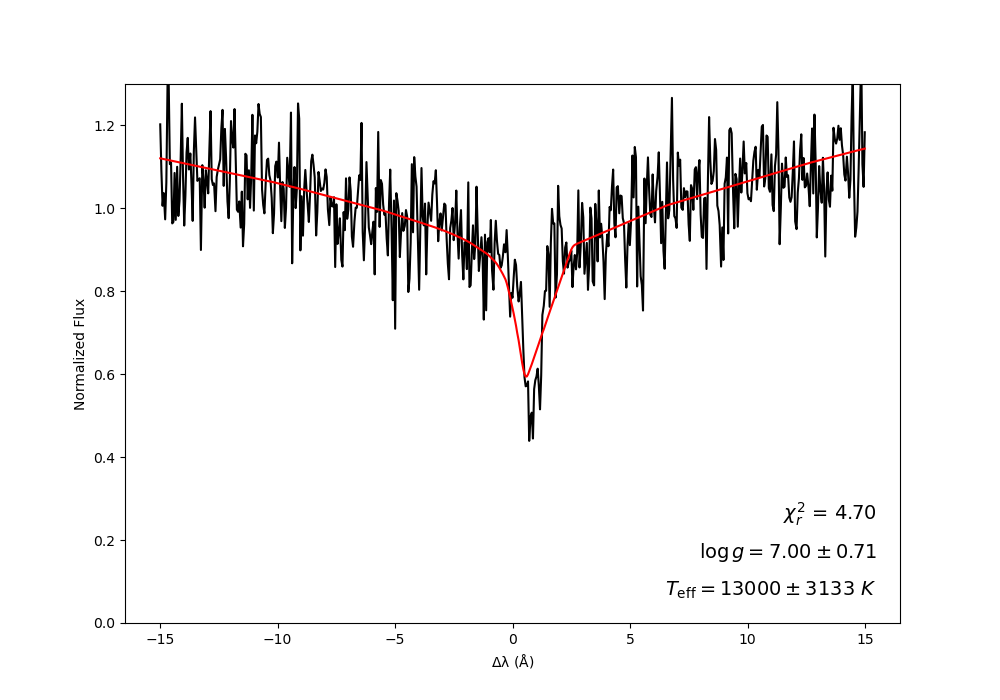 1.2
1.0
0.8
0.6
0.4
0.2
0.0
Normalized Flux
χ²ᵣ = 4.70
log g = 7.00 ± 0.71
T_eff = 13000 ± 3133 K
−15 −10 −5 0 5 10 15
Δλ (Å)